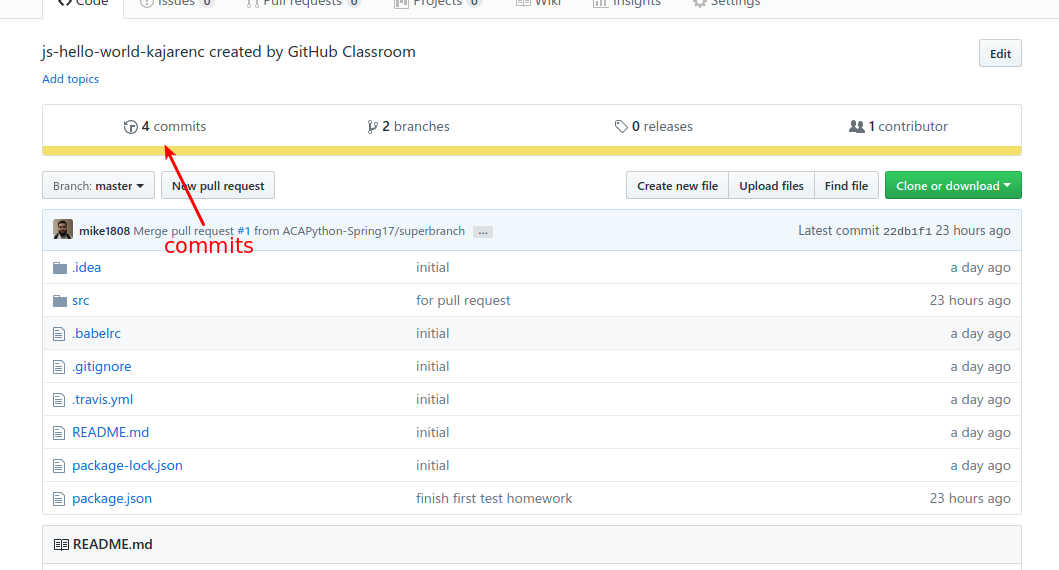 Code Issues 0 Pull requests 0 Projects 0 Wiki Insights Settings
js-hello-world-kajarenc created by GitHub Classroom Edit
Add topics
4 commits 2 branches 0 releases 1 contributor
Branch: master New pull request Create new file Upload files Find file Clone or download
mike1808 Merge pull request #1 from ACAPython-Spring17/superbranch ... Latest commit 22db1f1 23 hours ago
commits
.idea initial a day ago
src for pull request 23 hours ago
.babelrc initial a day ago
.gitignore initial a day ago
.travis.yml initial a day ago
README.md initial a day ago
package-lock.json initial a day ago
package.json finish first test homework 23 hours ago
README.md